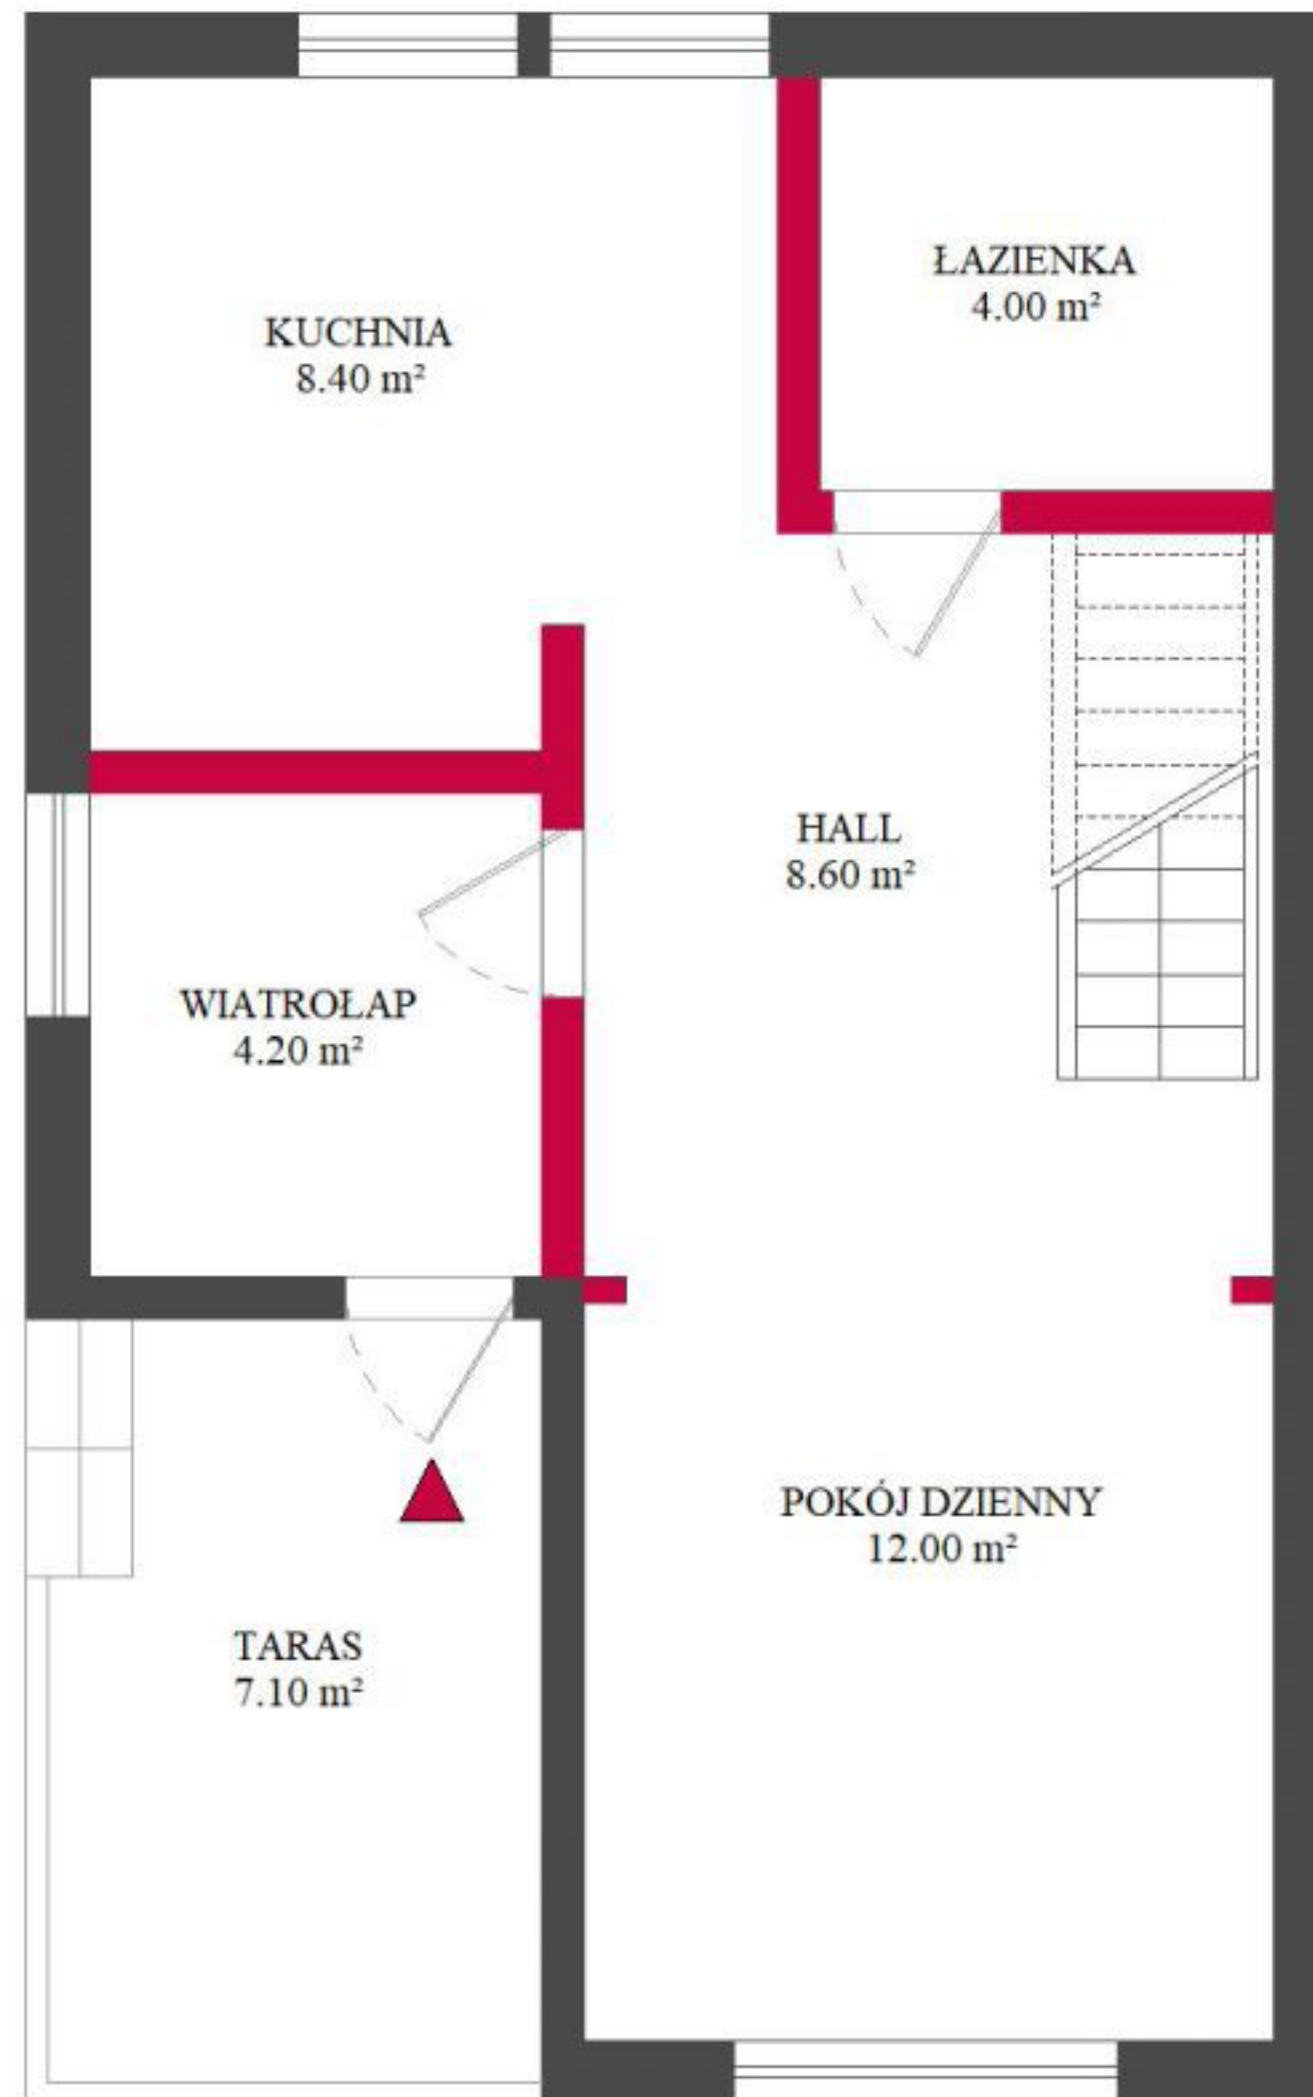 ŁAZIENKA
4.00 m²
KUCHNIA
8.40 m²
HALL
8.60 m²
WIATROŁAP
4.20 m²
POKÓJ DZIENNY
12.00 m²
TARAS
7.10 m²